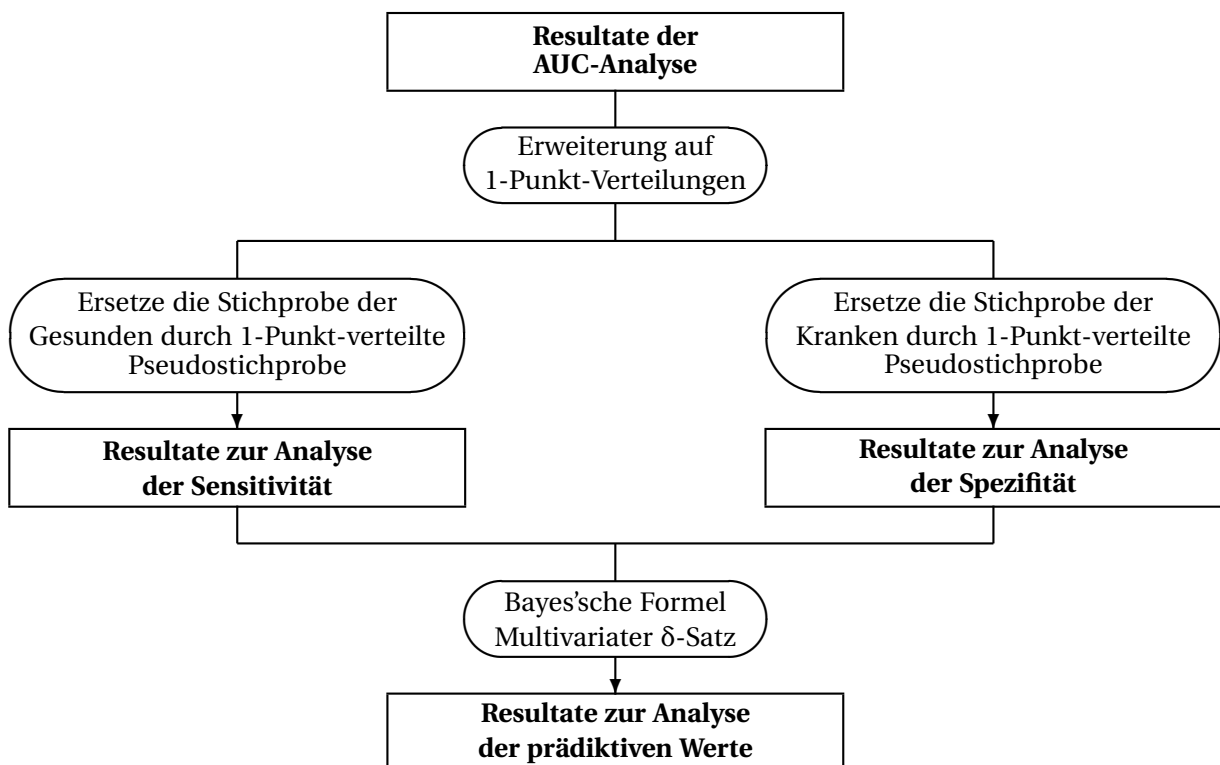 Resultate der
AUC-Analyse
Erweiterung auf
1-Punkt-Verteilungen
Ersetze die Stichprobe der
Gesunden durch 1-Punkt-verteilte
Pseudostichprobe
Ersetze die Stichprobe der
Kranken durch 1-Punkt-verteilte
Pseudostichprobe
Resultate zur Analyse
der Sensitivität
Resultate zur Analyse
der Spezifität
Bayes'sche Formel
Multivariater δ-Satz
Resultate zur Analyse
der prädiktiven Werte